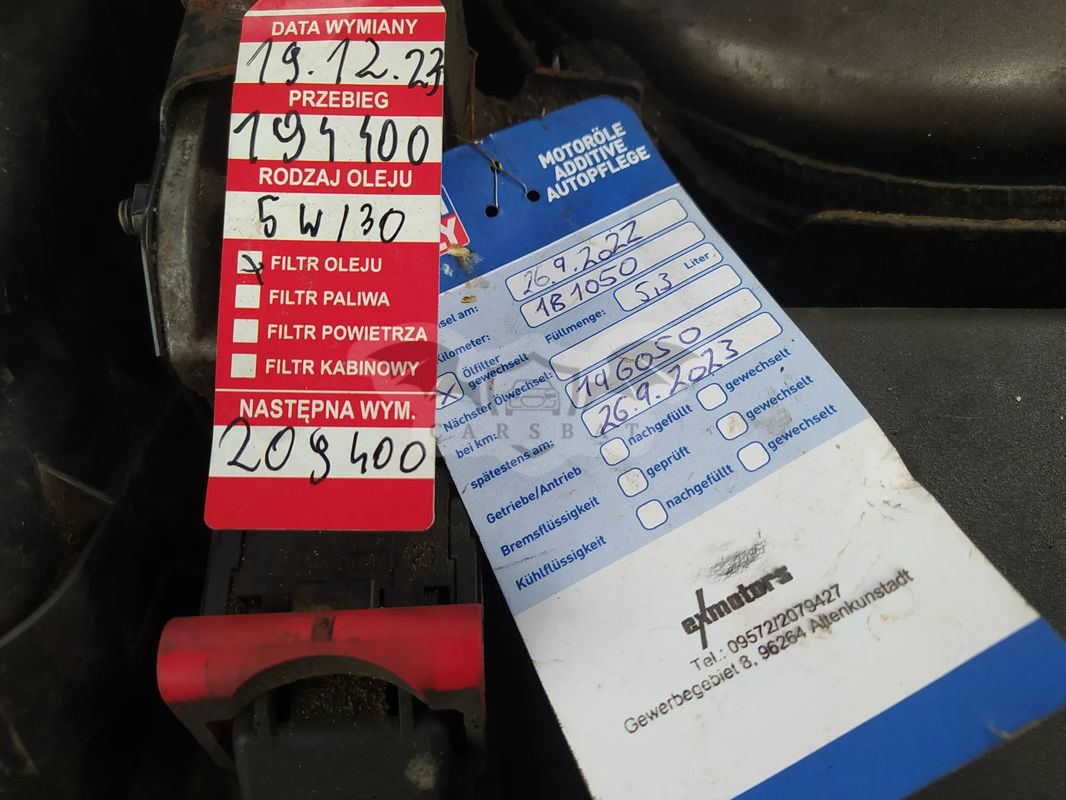 DATA WYMIANY
19.12.23
PRZEBIEG
194400
RODZAJ OLEJU
5W/30
FILTR OLEJU
FILTR PALIWA
FILTR POWIETRZA
FILTR KABINOWY
NASTĘPNA WYM.
209400
MOTORÖLE
ADDITIVE
AUTOPFLEGE
sel am: 26.9.2022
Kilometer: 181050
Ölfilter gewechselt Füllmenge: 5,3 Liter
Nächster Ölwechsel:
bei km: 196050
spätestens am: 26.9.2023
Getriebe/Antrieb nachgefüllt gewechselt
Bremsflüssigkeit geprüft gewechselt
Kühlflüssigkeit nachgefüllt gewechselt
exmotors
Tel.: 09572/2079427
Gewerbegebiet 8, 96264 Altenkunstadt
CARSBAT